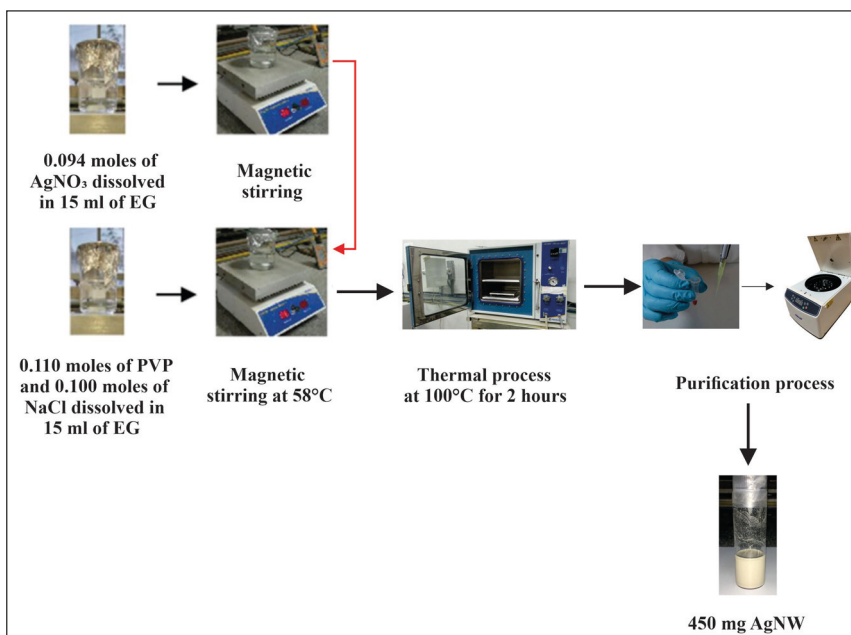 0.094 moles of
AgNO₃ dissolved
in 15 ml of EG
Magnetic
stirring
0.110 moles of PVP
and 0.100 moles of
NaCl dissolved in
15 ml of EG
Magnetic
stirring at 58°C
Thermal process
at 100°C for 2 hours
Purification process
450 mg AgNW